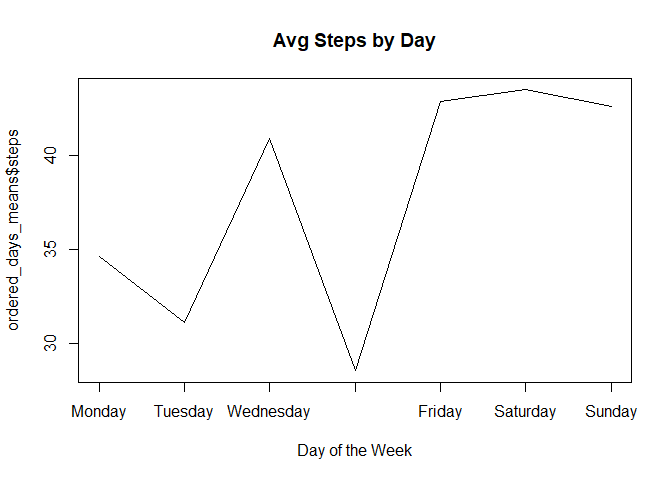 Avg Steps by Day
ordered_days_means$steps
40
35
30
Monday Tuesday Wednesday Friday Saturday Sunday
Day of the Week